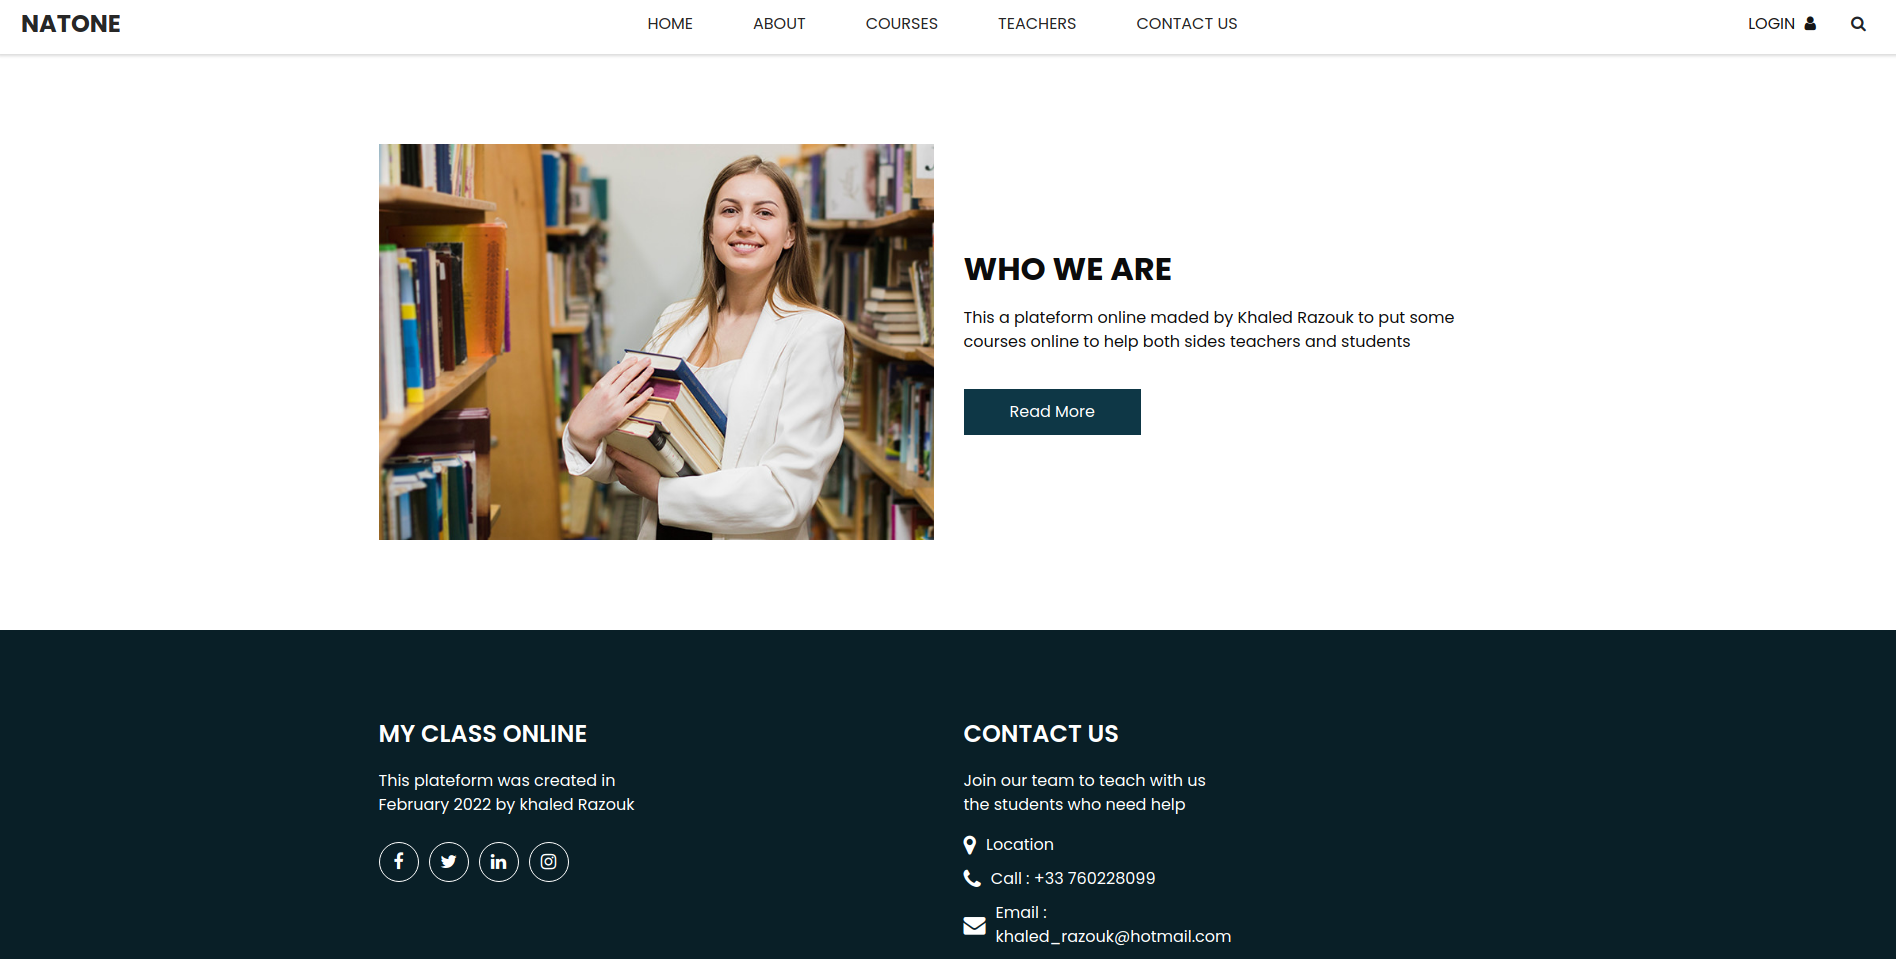 NATONE
HOME ABOUT COURSES TEACHERS CONTACT US
LOGIN
WHO WE ARE
This a plateform online maded by Khaled Razouk to put some
courses online to help both sides teachers and students
Read More
MY CLASS ONLINE
This plateform was created in
February 2022 by khaled Razouk
CONTACT US
Join our team to teach with us
the students who need help
Location
Call : +33 760228099
Email :
khaled_razouk@hotmail.com